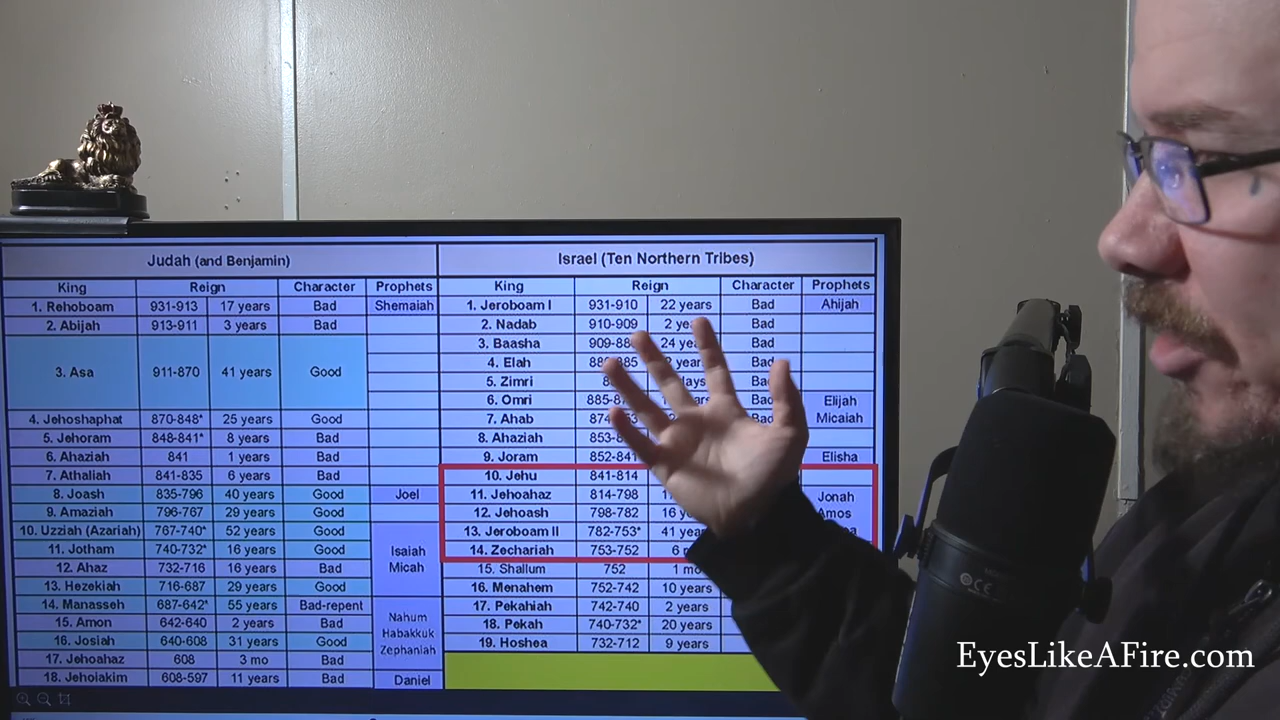 Judah (and Benjamin) Israel (Ten Northern Tribes)
King Reign Character Prophets King Reign Character Prophets
1. Rehoboam 931-913 17 years Bad Shemaiah 1. Jeroboam I 931-910 22 years Bad Ahijah
2. Abijah 913-911 3 years Bad 2. Nadab 910-909 Bad
3. Baasha Bad
3. Asa 911-870 41 years Good 4. Elah Bad
5. Zimri
6. Omri Elijah
4. Jehoshaphat 870-848* 25 years Good 7. Ahab Bad Micaiah
5. Jehoram 848-841* 8 years Bad 8. Ahaziah
6. Ahaziah 841 1 years Bad 9. Joram 852-841 Elisha
7. Athaliah 841-835 6 years Bad 10. Jehu 841-814
8. Joash 835-796 40 years Good Joel 11. Jehoahaz 814-798 Jonah
9. Amaziah 796-767 29 years Good 12. Jehoash 798-782 Amos
10. Uzziah (Azariah) 767-740* 52 years Good 13. Jeroboam II 782-753*
11. Jotham 740-732* 16 years Good Isaiah 14. Zechariah 753-752
12. Ahaz 732-716 16 years Bad Micah 15. Shallum 752
13. Hezekiah 716-687 29 years Good 16. Menahem 752-742 10 years
14. Manasseh 687-642* 55 years Bad-repent Nahum 17. Pekahiah 742-740 2 years
15. Amon 642-640 2 years Bad Habakkuk 18. Pekah 740-732* 20 years
16. Josiah 640-608 31 years Good Zephaniah 19. Hoshea 732-712 9 years
17. Jehoahaz 608 3 mo Bad
18. Jehoiakim 608-597 11 years Bad Daniel
EyesLikeAFire.com